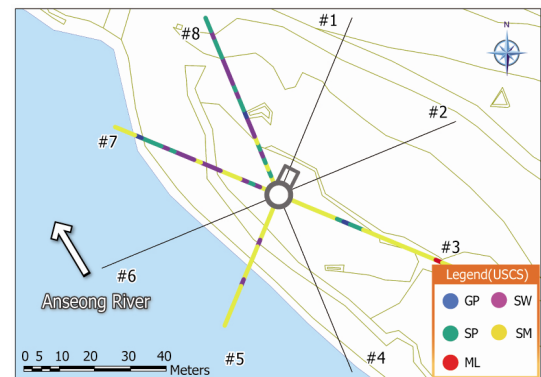 #1
N
#8
#2
#7
#3
#6
Anseong River
Legend(USCS)
GP SW
SP SM
ML
#5
#4
0 5 10 20 30 40
Meters